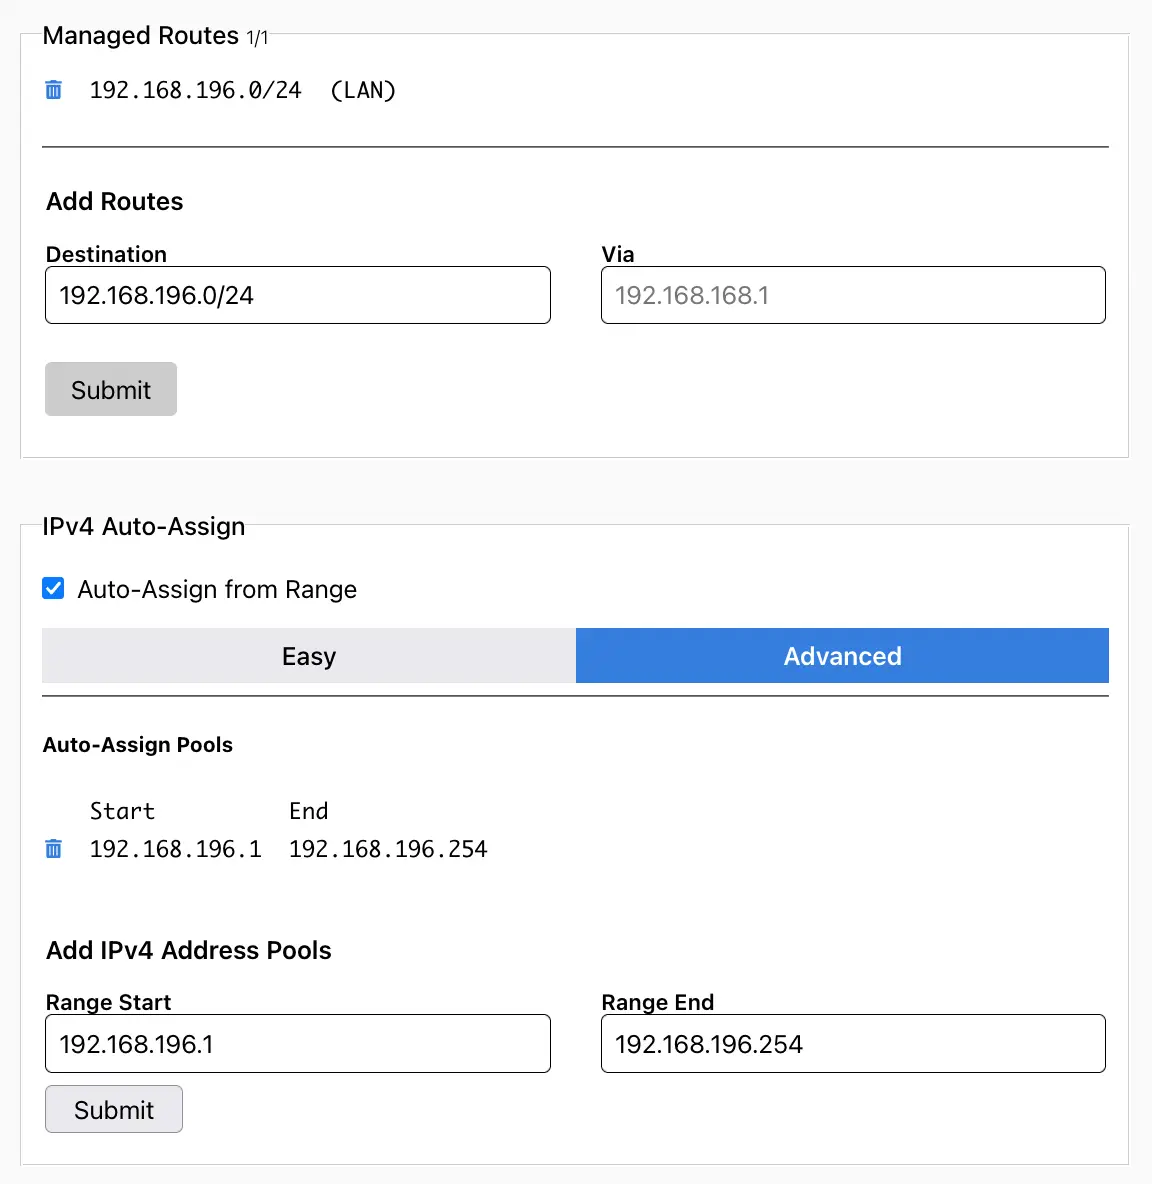 Managed Routes 1/1
192.168.196.0/24 (LAN)
Add Routes
Destination Via
192.168.196.0/24 192.168.168.1
Submit
IPv4 Auto-Assign
Auto-Assign from Range
Easy Advanced
Auto-Assign Pools
Start End
192.168.196.1 192.168.196.254
Add IPv4 Address Pools
Range Start Range End
192.168.196.1 192.168.196.254
Submit